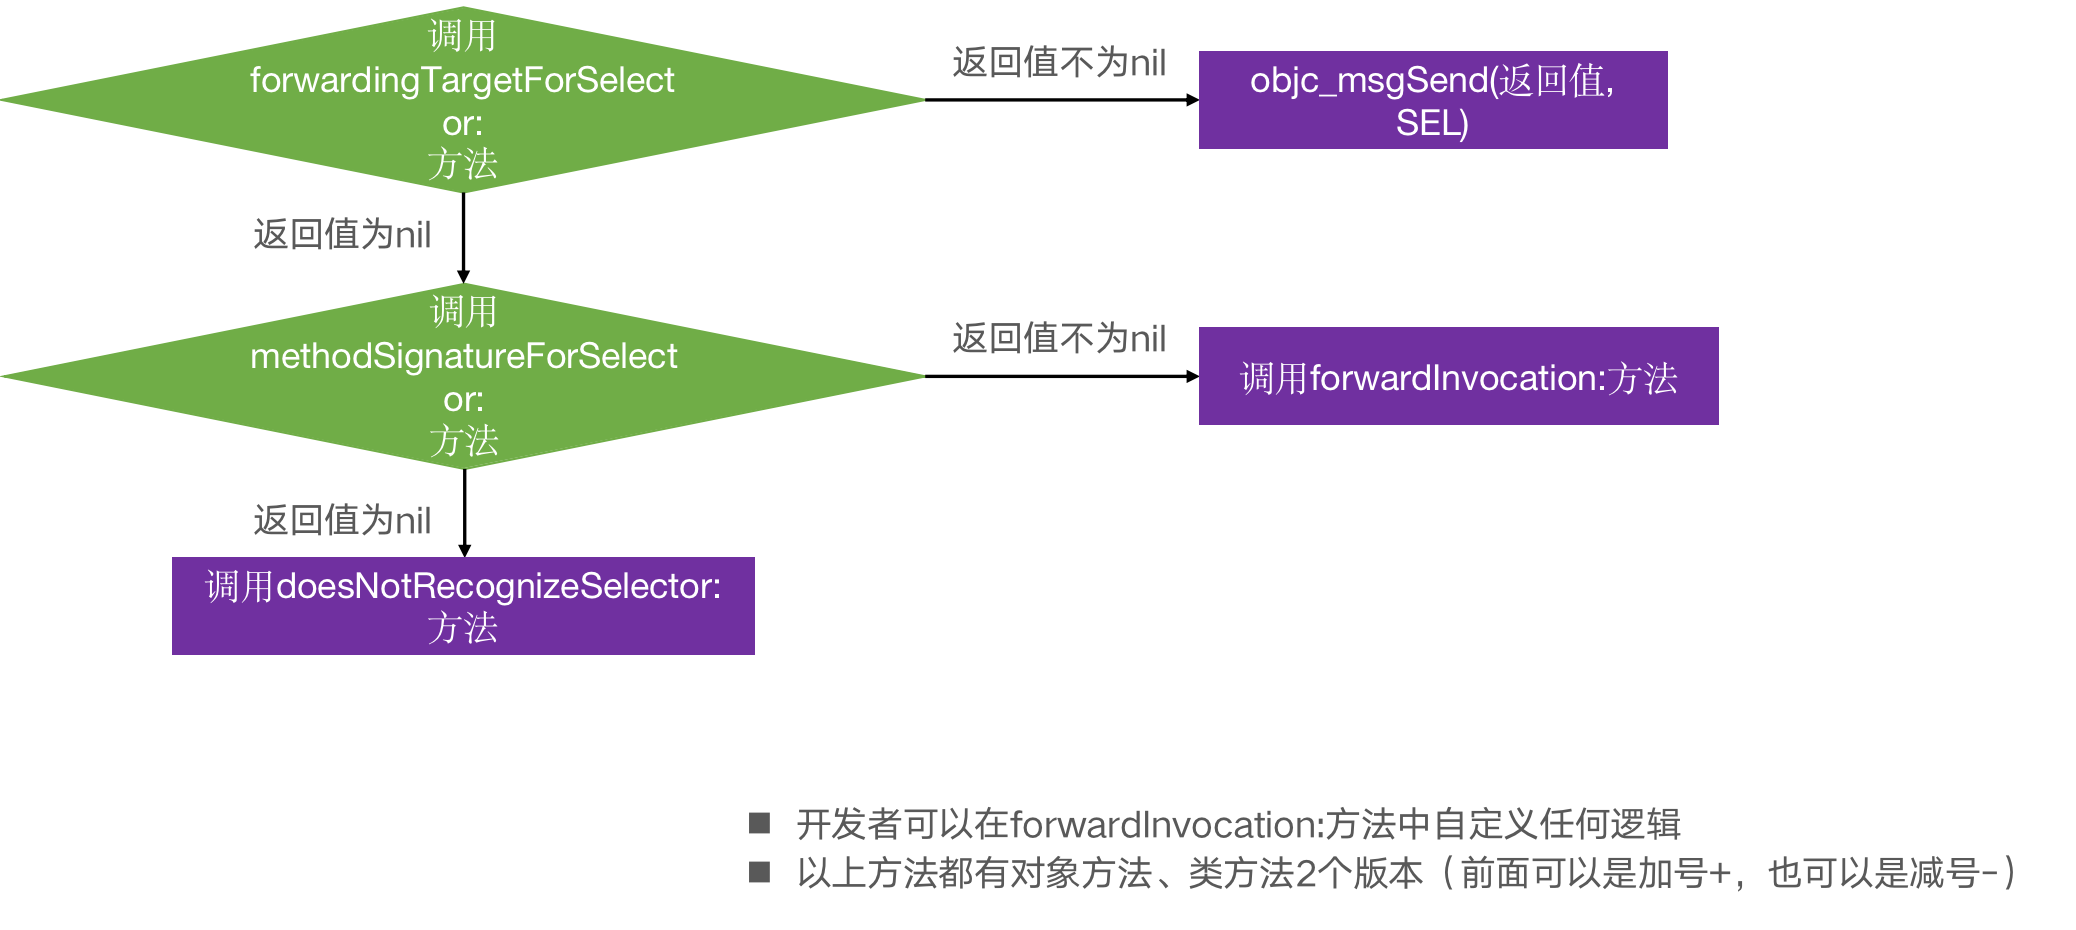 调用
forwardingTargetForSelect
or:
方法
返回值不为nil
objc_msgSend(返回值,
SEL)
返回值为nil
调用
methodSignatureForSelect
or:
方法
返回值不为nil
调用forwardInvocation:方法
返回值为nil
调用doesNotRecognizeSelector:
方法
开发者可以在forwardInvocation:方法中自定义任何逻辑
以上方法都有对象方法、类方法2个版本（前面可以是加号+，也可以是减号-）